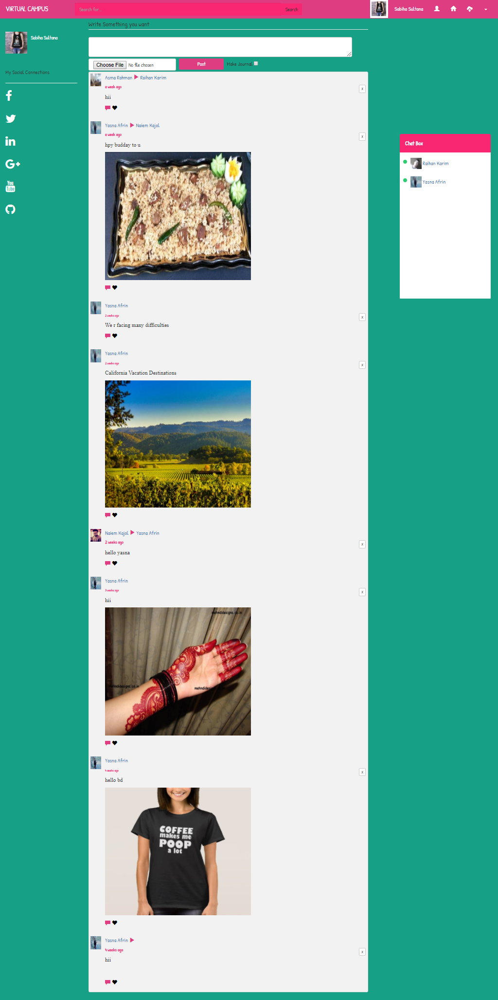 VIRTUAL CAMPUS
Search for...
Search
Sabiha Sultana
Sabiha Sultana
My Social Connections
You
Tube
Write Something you want
Choose File No file chosen
Post
Make Journal
Asma Rahman Raihan Karim
a week ago
x
hii
Yasna Afrin Naiem Kajol
a week ago
x
hpy budday to u
Yasna Afrin
2 weeks ago
x
We r facing many difficulties
Yasna Afrin
2 weeks ago
x
California Vacation Destinations
Naiem Kajol Yasna Afrin
2 weeks ago
x
hello yasna
Yasna Afrin
3 weeks ago
x
hii
mehndidesigns.co.in
mehndidesigns.co.in
mehndidesig
Yasna Afrin
4 weeks ago
x
hello bd
COFFEE
makes me
POOP
a lot
Yasna Afrin
4 weeks ago
x
hii
Chat Box
Raihan Karim
Yasna Afrin